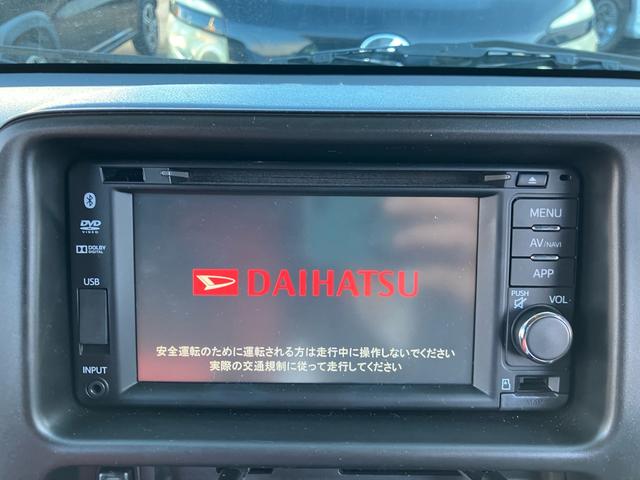 DVD
VIDEO
DOLBY
DIGITAL
USB
INPUT
DAIHATSU
安全運転のために運転される方は走行中に操作しないでください
実際の交通規制に従って走行してください
MENU
AV/NAVI
APP
PUSH
VOL
MAP